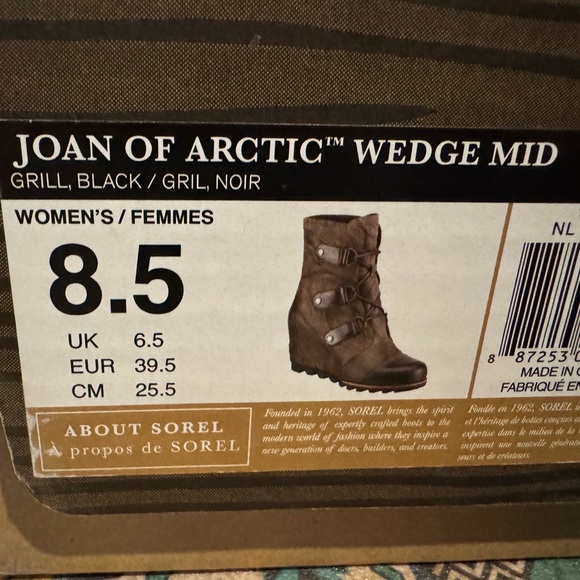 JOAN OF ARCTIC™ WEDGE MID
GRILL, BLACK / GRIL, NOIR
WOMEN'S / FEMMES
8.5
UK 6.5
EUR 39.5
CM 25.5
NL
8 87253
MADE IN
FABRIQUÉ EN
ABOUT SOREL
À propos de SOREL
Founded in 1962, SOREL brings the spirit
and heritage of expertly crafted boots to the
modern world of fashion where they inspire a
new generation of doers, builders, and creators.
Fondée en 1962, SOREL
et l'héritage de bottes conçues
expertise dans le milieu de la
inspirent une nouvelle
seurs et de créateurs.